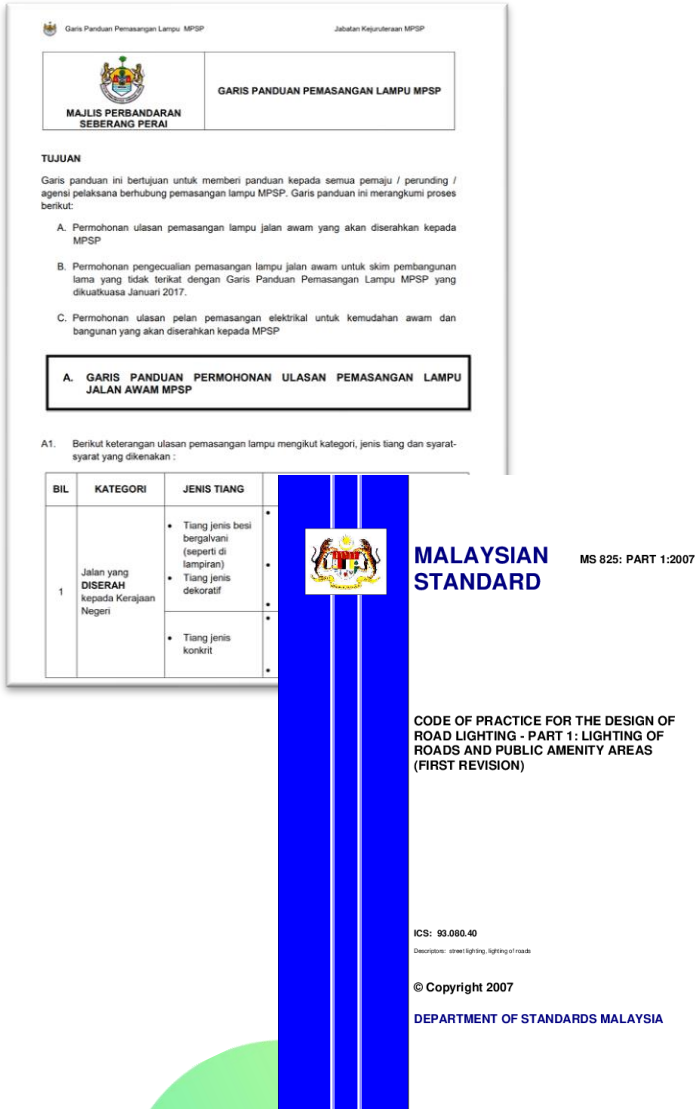 Garis Panduan Pemasangan Lampu MPSP
Jabatan Kejuruteraan MPSP
MAJLIS PERBANDARAN
SEBERANG PERAI
GARIS PANDUAN PEMASANGAN LAMPU MPSP
TUJUAN
Garis panduan ini bertujuan untuk memberi panduan kepada semua pemaju / perunding /
agensi pelaksana berhubung pemasangan lampu MPSP. Garis panduan ini merangkumi proses
berikut:
A. Permohonan ulasan pemasangan lampu jalan awam yang akan diserahkan kepada
MPSP
B. Permohonan pengecualian pemasangan lampu jalan awam untuk skim pembangunan
lama yang tidak terikat dengan Garis Panduan Pemasangan Lampu MPSP yang
dikuatkuasa Januari 2017.
C. Permohonan ulasan pelan pemasangan elektrikal untuk kemudahan awam dan
bangunan yang akan diserahkan kepada MPSP
A. GARIS PANDUAN PERMOHONAN ULASAN PEMASANGAN LAMPU
JALAN AWAM MPSP
A1. Berikut keterangan ulasan pemasangan lampu mengikut kategori, jenis tiang dan syarat-
syarat yang dikenakan :
BIL KATEGORI JENIS TIANG
1
Jalan yang
DISERAH
kepada Kerajaan
Negeri
• Tiang jenis besi
bergalvani
(seperti di
lampiran)
• Tiang jenis
dekoratif
• Tiang jenis
konkrit
MALAYSIAN
STANDARD
MS 825: PART 1:2007
CODE OF PRACTICE FOR THE DESIGN OF
ROAD LIGHTING - PART 1: LIGHTING OF
ROADS AND PUBLIC AMENITY AREAS
(FIRST REVISION)
ICS: 93.080.40
Descriptors: street lighting, lighting of roads
© Copyright 2007
DEPARTMENT OF STANDARDS MALAYSIA